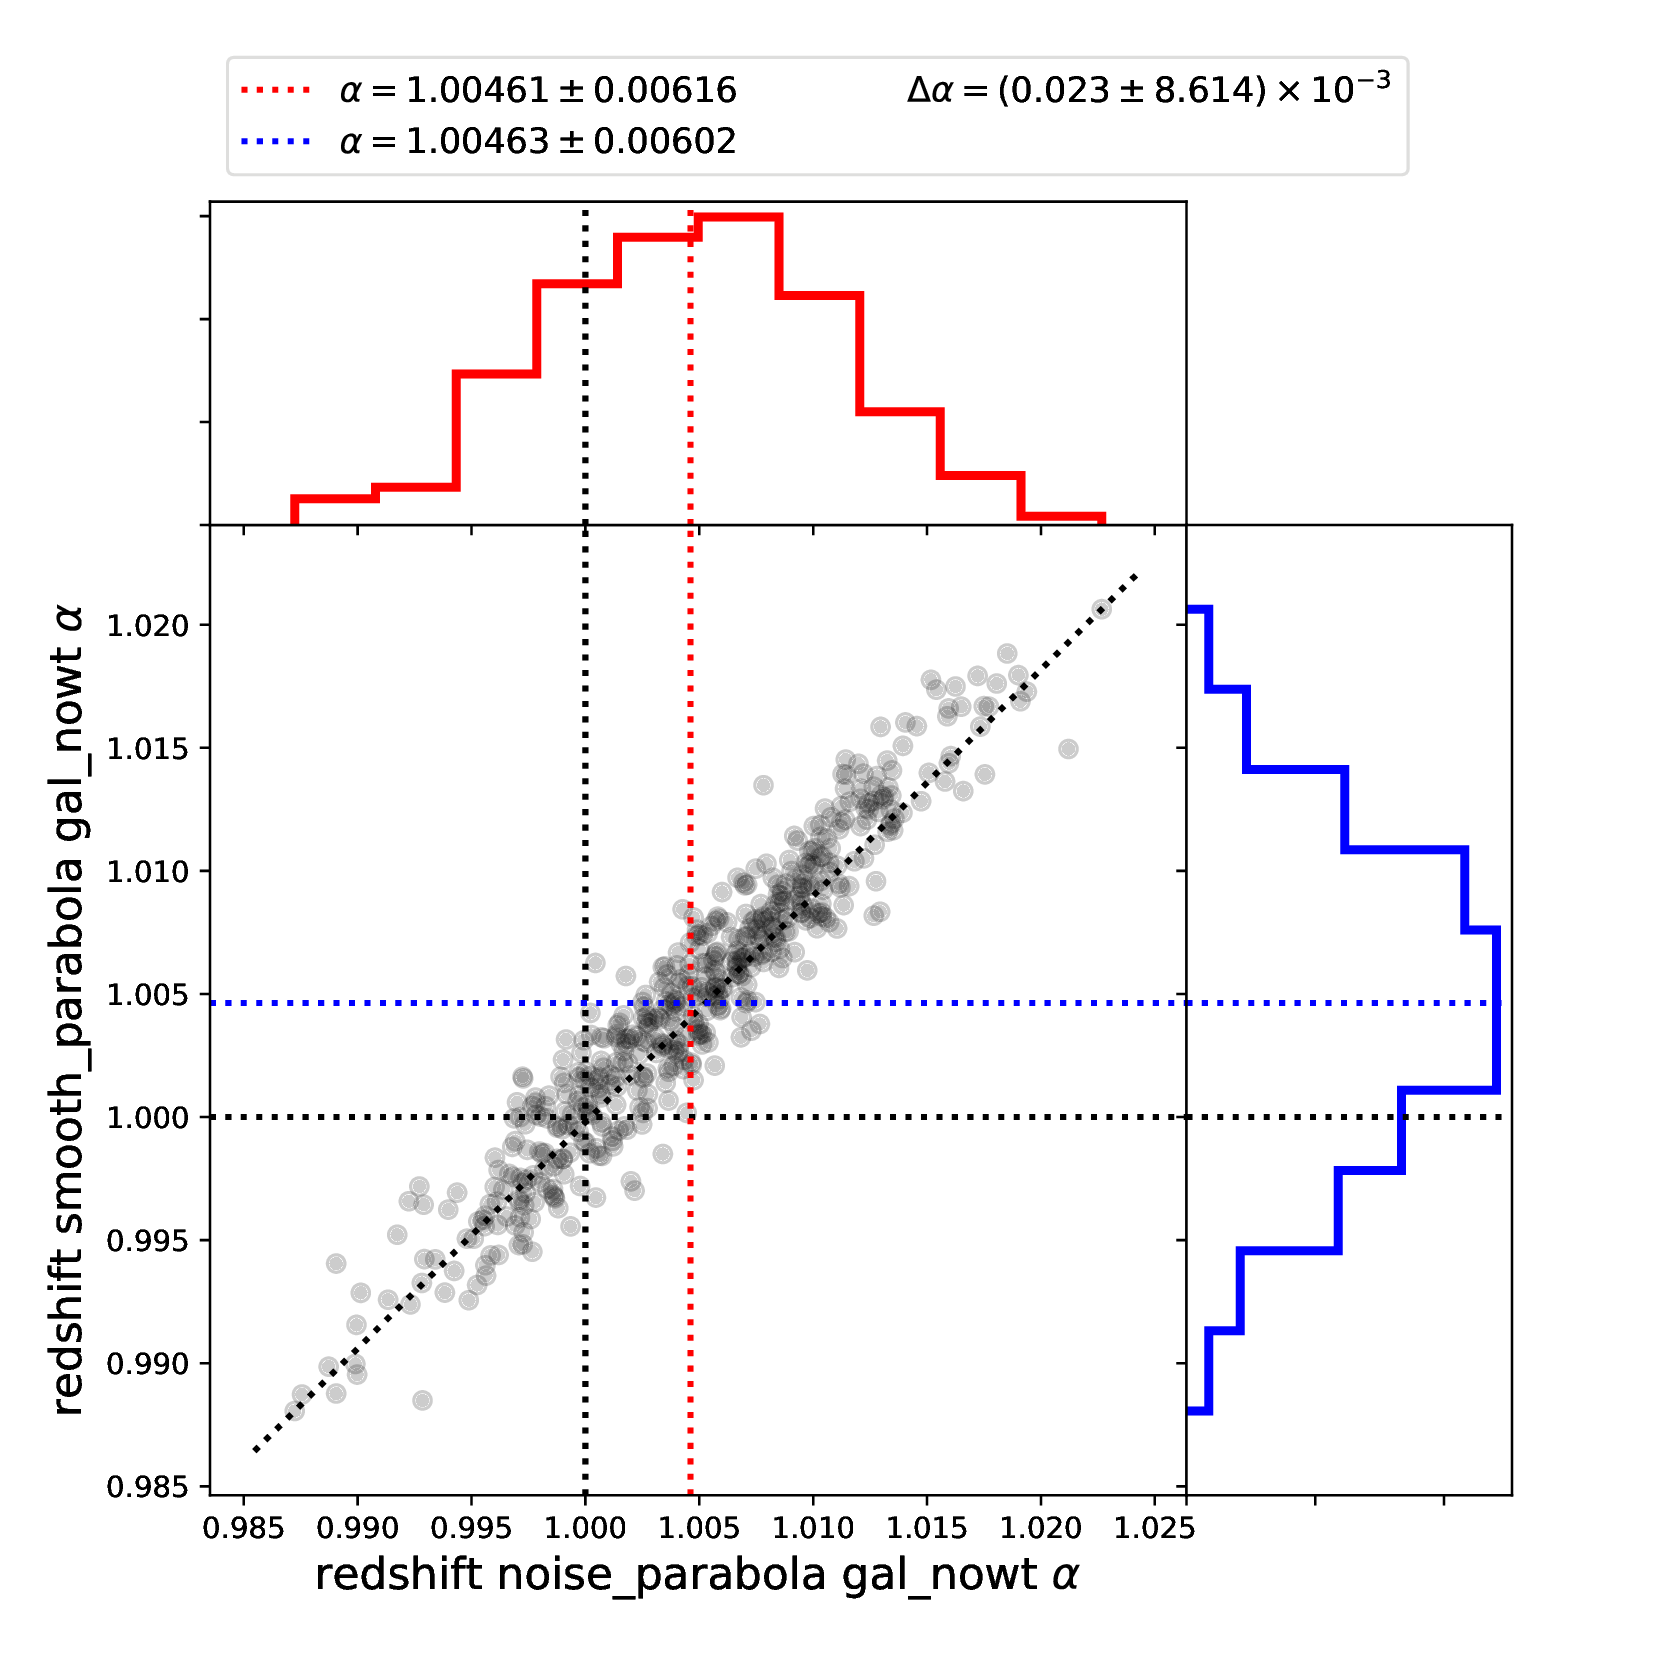 α = 1.00461 ± 0.00616
α = 1.00463 ± 0.00602
Δα = (0.023 ± 8.614) × 10⁻³
redshift smooth_parabola gal_nowt α
1.020
1.015
1.010
1.005
1.000
0.995
0.990
0.985
0.985 0.990 0.995 1.000 1.005 1.010 1.015 1.020 1.025
redshift noise_parabola gal_nowt α